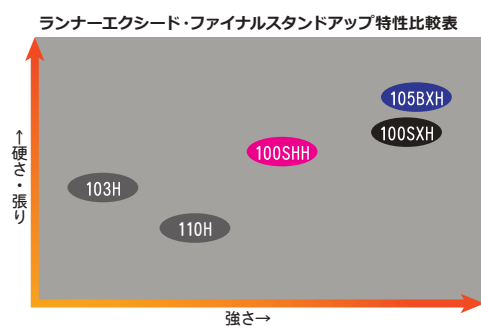 ランナーエクシード・ファイナルスタンドアップ特性比較表
105BXH
100SXH
100SHH
103H
110H
↑硬さ・張り
強さ→